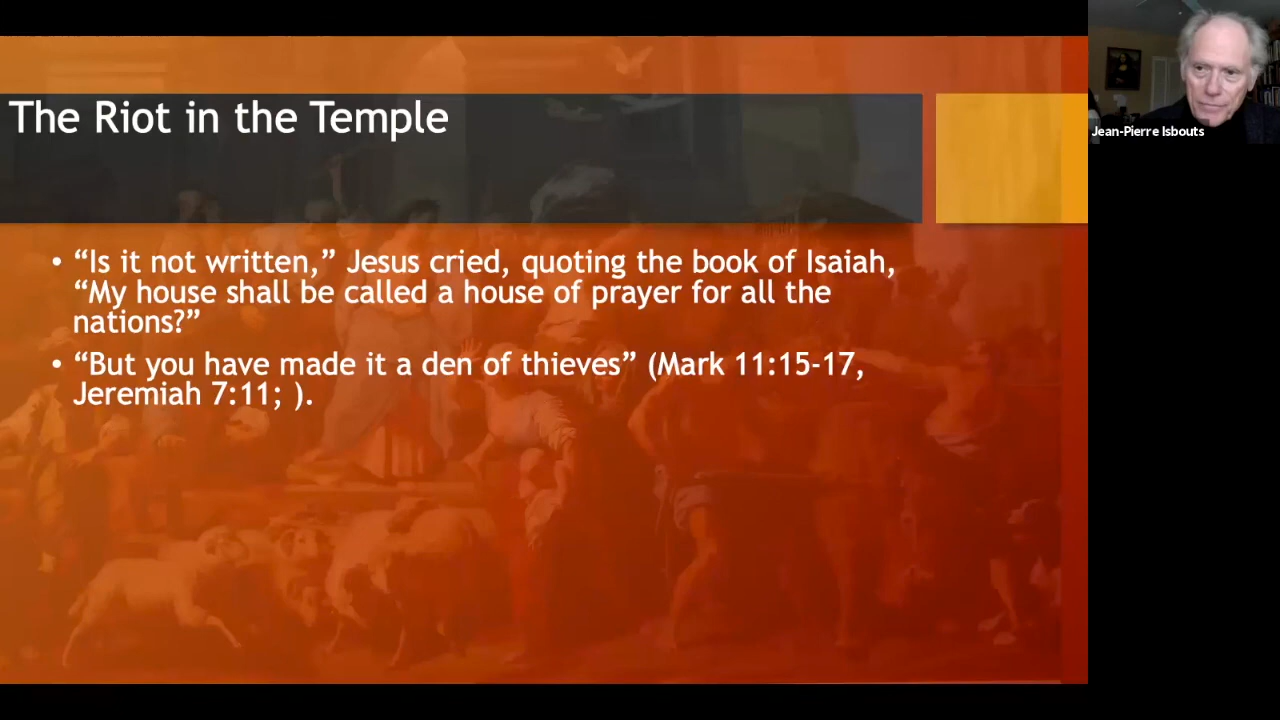 The Riot in the Temple
• “Is it not written,” Jesus cried, quoting the book of Isaiah,
“My house shall be called a house of prayer for all the
nations?”
• “But you have made it a den of thieves” (Mark 11:15-17,
Jeremiah 7:11; ).
Jean-Pierre Isbouts